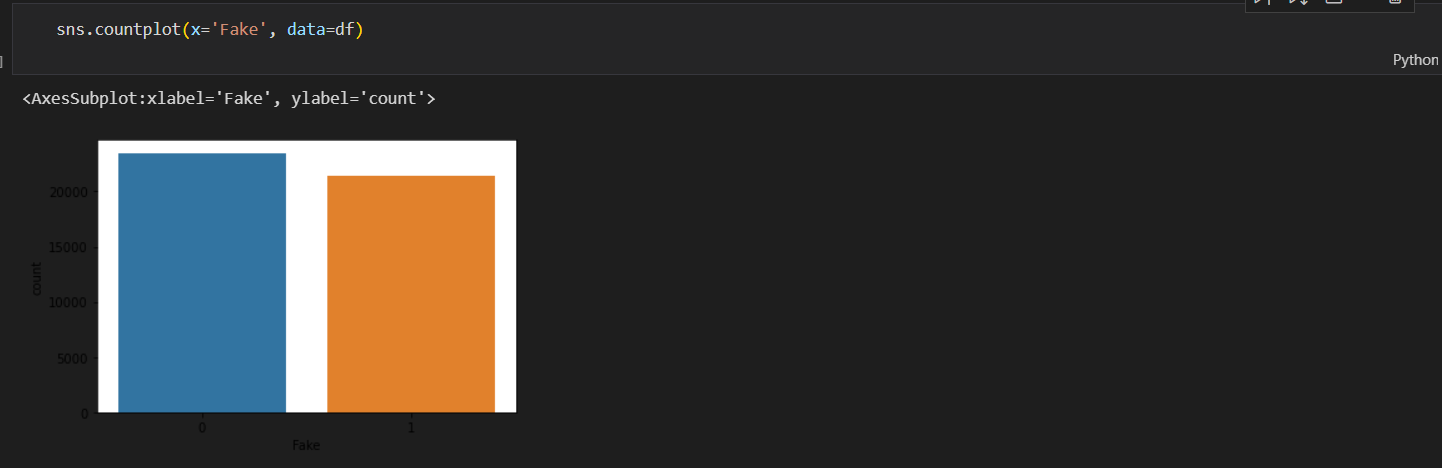 sns.countplot(x='Fake', data=df)
Python
<AxesSubplot:xlabel='Fake', ylabel='count'>
20000
15000
10000
5000
0
count
0 1
Fake